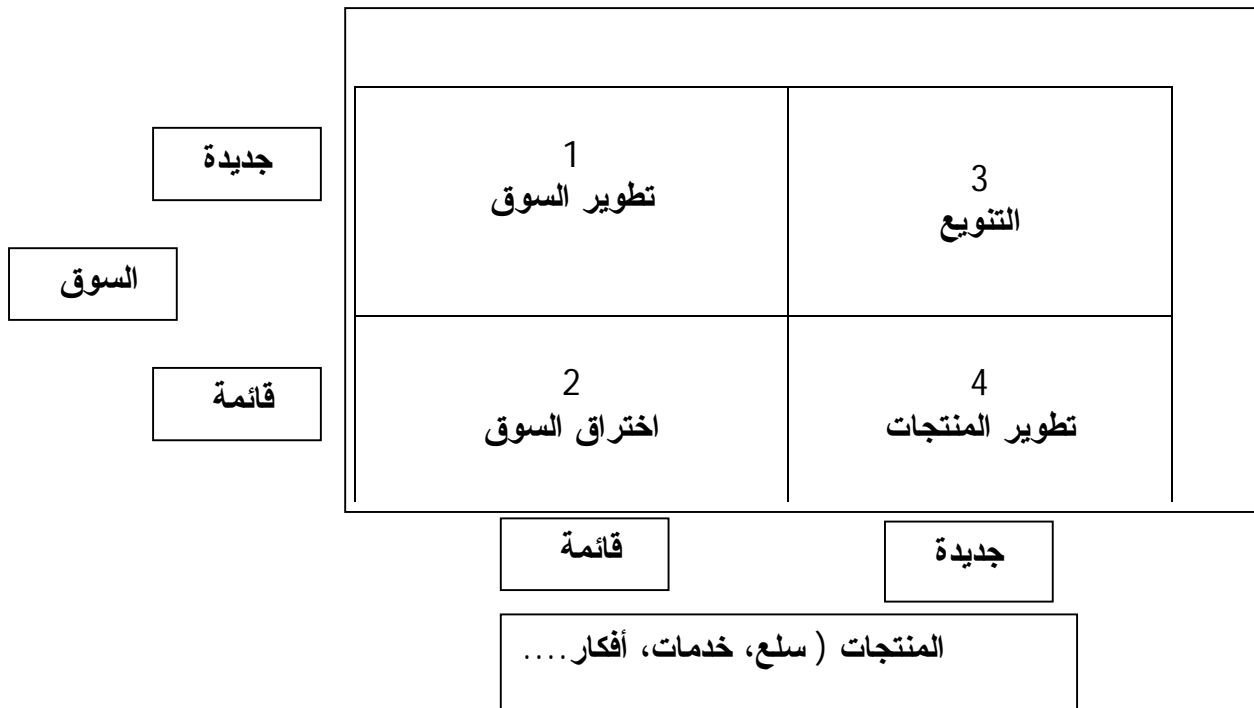 جديدة
1
تطوير السوق
3
التنويع
السوق
قائمة
2
اختراق السوق
4
تطوير المنتجات
قائمة
جديدة
المنتجات ( سلع، خدمات، أفكار....